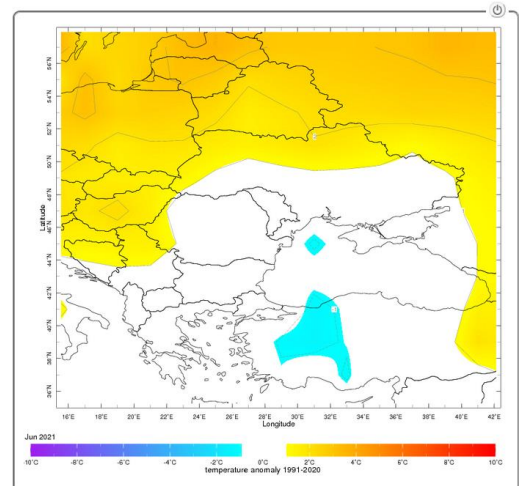 56˚N
54˚N
52˚N
50˚N
48˚N
46˚N
44˚N
42˚N
40˚N
38˚N
36˚N
Latitude
16˚E 18˚E 20˚E 22˚E 24˚E 26˚E 28˚E 30˚E 32˚E 34˚E 36˚E 38˚E 40˚E 42˚E
Longitude
Jun 2021
-10˚C -8˚C -6˚C -4˚C -2˚C 0˚C 2˚C 4˚C 6˚C 8˚C 10˚C
temperature anomaly 1991-2020